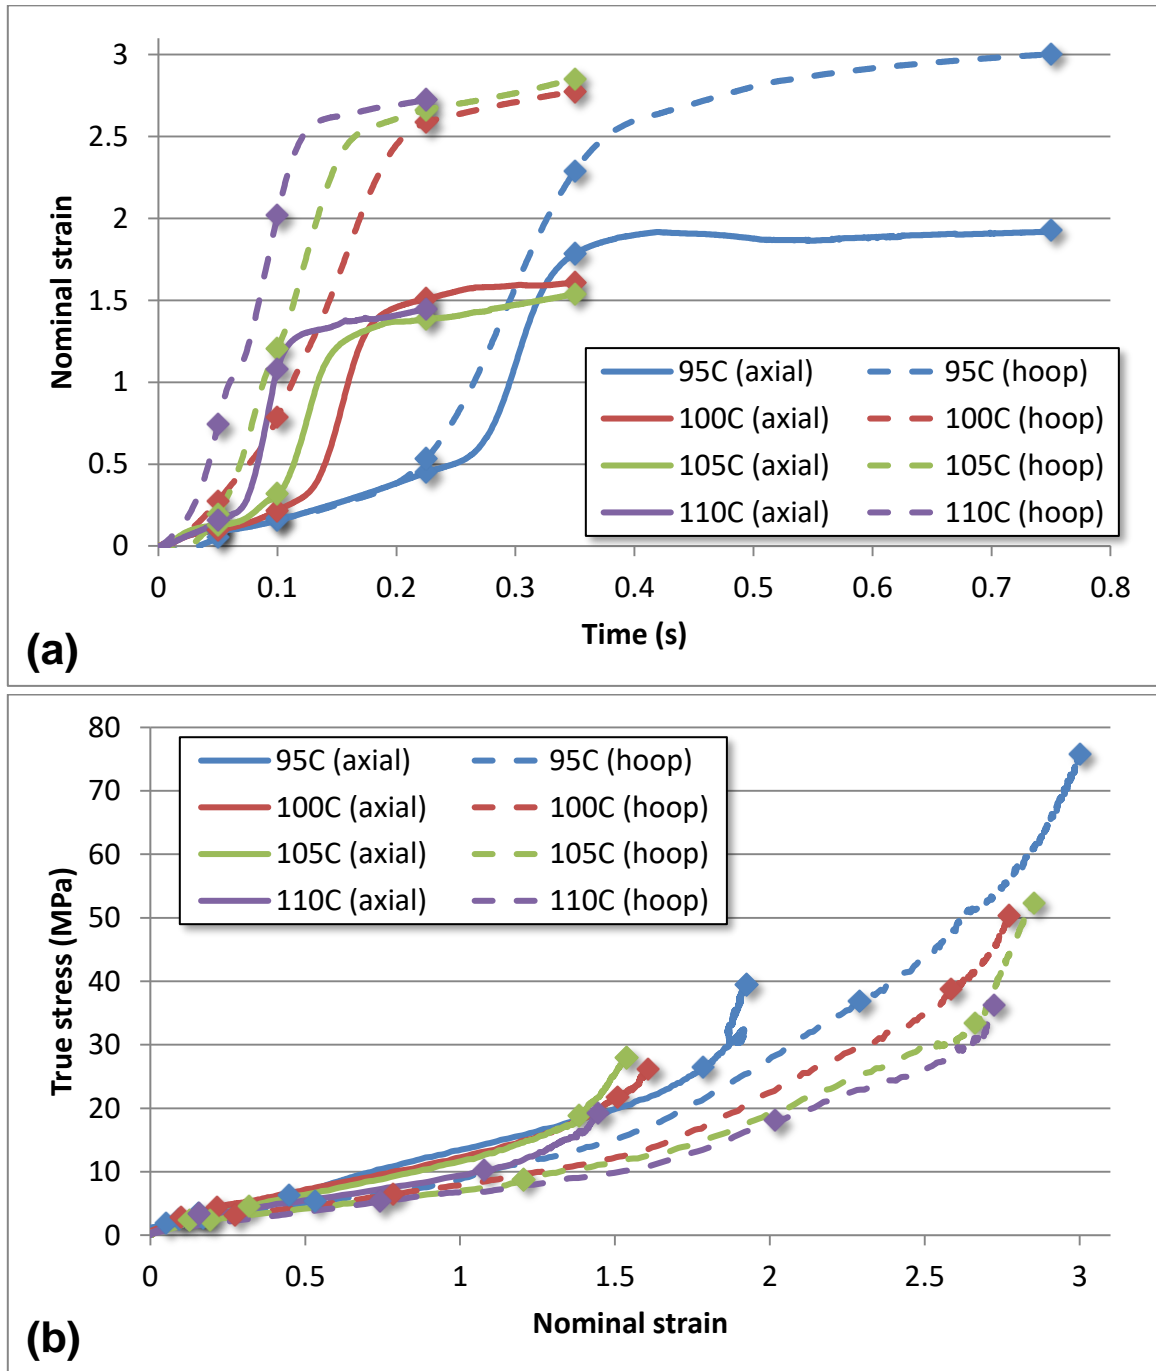 3
2.5
2
1.5
1
0.5
0
Nominal strain
95C (axial) 95C (hoop)
100C (axial) 100C (hoop)
105C (axial) 105C (hoop)
110C (axial) 110C (hoop)
0 0.1 0.2 0.3 0.4 0.5 0.6 0.7 0.8
Time (s)
(a)
80
70
60
50
40
30
20
10
0
True stress (MPa)
95C (axial) 95C (hoop)
100C (axial) 100C (hoop)
105C (axial) 105C (hoop)
110C (axial) 110C (hoop)
0 0.5 1 1.5 2 2.5 3
Nominal strain
(b)